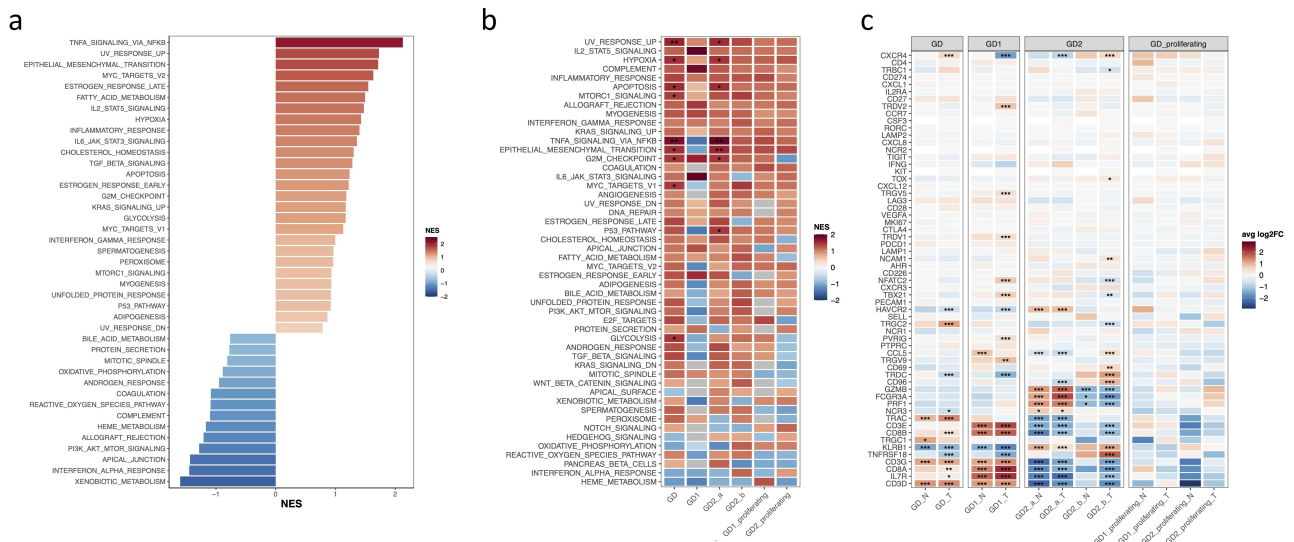 a
TNFA_SIGNALING_VIA_NFKB
UV_RESPONSE_UP
EPITHELIAL_MESENCHYMAL_TRANSITION
MYC_TARGETS_V2
ESTROGEN_RESPONSE_LATE
FATTY_ACID_METABOLISM
IL2_STAT5_SIGNALING
HYPOXIA
INFLAMMATORY_RESPONSE
IL6_JAK_STAT3_SIGNALING
CHOLESTEROL_HOMEOSTASIS
TGF_BETA_SIGNALING
APOPTOSIS
ESTROGEN_RESPONSE_EARLY
G2M_CHECKPOINT
KRAS_SIGNALING_UP
GLYCOLYSIS
MYC_TARGETS_V1
INTERFERON_GAMMA_RESPONSE
SPERMATOGENESIS
PEROXISOME
MTORC1_SIGNALING
MYOGENESIS
UNFOLDED_PROTEIN_RESPONSE
P53_PATHWAY
ADIPOGENESIS
UV_RESPONSE_DN
BILE_ACID_METABOLISM
PROTEIN_SECRETION
MITOTIC_SPINDLE
OXIDATIVE_PHOSPHORYLATION
ANDROGEN_RESPONSE
COAGULATION
REACTIVE_OXYGEN_SPECIES_PATHWAY
COMPLEMENT
HEME_METABOLISM
ALLOGRAFT_REJECTION
PI3K_AKT_MTOR_SIGNALING
APICAL_JUNCTION
INTERFERON_ALPHA_RESPONSE
XENOBIOTIC_METABOLISM
−1 0 1 2
NES
NES
2
1
0
−1
−2
b
UV_RESPONSE_UP ** *
IL2_STAT5_SIGNALING
HYPOXIA * *
COMPLEMENT
INFLAMMATORY_RESPONSE
APOPTOSIS * *
MTORC1_SIGNALING *
ALLOGRAFT_REJECTION
MYOGENESIS
INTERFERON_GAMMA_RESPONSE
KRAS_SIGNALING_UP
TNFA_SIGNALING_VIA_NFKB ** **
EPITHELIAL_MESENCHYMAL_TRANSITION * **
G2M_CHECKPOINT * *
COAGULATION
IL6_JAK_STAT3_SIGNALING
MYC_TARGETS_V1 *
ANGIOGENESIS
UV_RESPONSE_DN
DNA_REPAIR
ESTROGEN_RESPONSE_LATE
P53_PATHWAY *
CHOLESTEROL_HOMEOSTASIS
APICAL_JUNCTION
FATTY_ACID_METABOLISM
MYC_TARGETS_V2
ESTROGEN_RESPONSE_EARLY
ADIPOGENESIS
BILE_ACID_METABOLISM
UNFOLDED_PROTEIN_RESPONSE
PI3K_AKT_MTOR_SIGNALING
E2F_TARGETS
PROTEIN_SECRETION
GLYCOLYSIS *
ANDROGEN_RESPONSE
TGF_BETA_SIGNALING
KRAS_SIGNALING_DN
MITOTIC_SPINDLE
WNT_BETA_CATENIN_SIGNALING
APICAL_SURFACE
XENOBIOTIC_METABOLISM
SPERMATOGENESIS
PEROXISOME
NOTCH_SIGNALING
HEDGEHOG_SIGNALING
OXIDATIVE_PHOSPHORYLATION
REACTIVE_OXYGEN_SPECIES_PATHWAY
PANCREAS_BETA_CELLS
INTERFERON_ALPHA_RESPONSE
HEME_METABOLISM
GD GD1 GD2_a GD2_b GD1_proliferating GD2_proliferating
NES
2
1
0
−1
−2
c
GD GD1 GD2 GD_proliferating
CXCR4 *** *** *** ***
CD4
TRBC1 *
CD274
CXCL1
IL2RA
CD27
TRDV2 ***
CCR7
CSF3
RORC
LAMP2
CXCL8
NCR2
TIGIT
IFNG
KIT
TOX *
CXCL12
TRGV5 ***
LAG3
CD28
VEGFA
MKI67
CTLA4
TRDV1 ***
PDCD1
LAMP1
NCAM1 **
AHR
CD226
NFATC2 *** ***
CXCR3
TBX21 *** **
PECAM1
HAVCR2 *** *** *** ***
SELL
TRGC2 *** ***
NCR1
PVRIG ***
PTPRC
CCL5 *** *** *** ***
TRGV9 **
CD69 **
TRDC *** *** ***
CD96 *** ***
GZMB *** *** *** ***
FCGR3A *** *** * ***
PRF1 *** *** * ***
NCR3 * * *
TRAC *** *** *** ***
CD3E *** *** *** *** ***
CD8B *** *** *** *** *** ***
TRGC1 *
KLRB1 *** *** *** *** *** *** ***
TNFRSF18 *** *** ***
CD3G *** *** *** *** *** *** ***
CD8A ** *** *** *** *** ***
IL7R * *** *** *** *** ***
CD3D *** *** *** *** *** *** ***
GD_N GD_T GD1_N GD1_T GD2_a_N GD2_a_T GD2_b_N GD2_b_T GD1_proliferating_N GD1_proliferating_T GD2_proliferating_N GD2_proliferating_T
avg log2FC
2
1
0
−1
−2